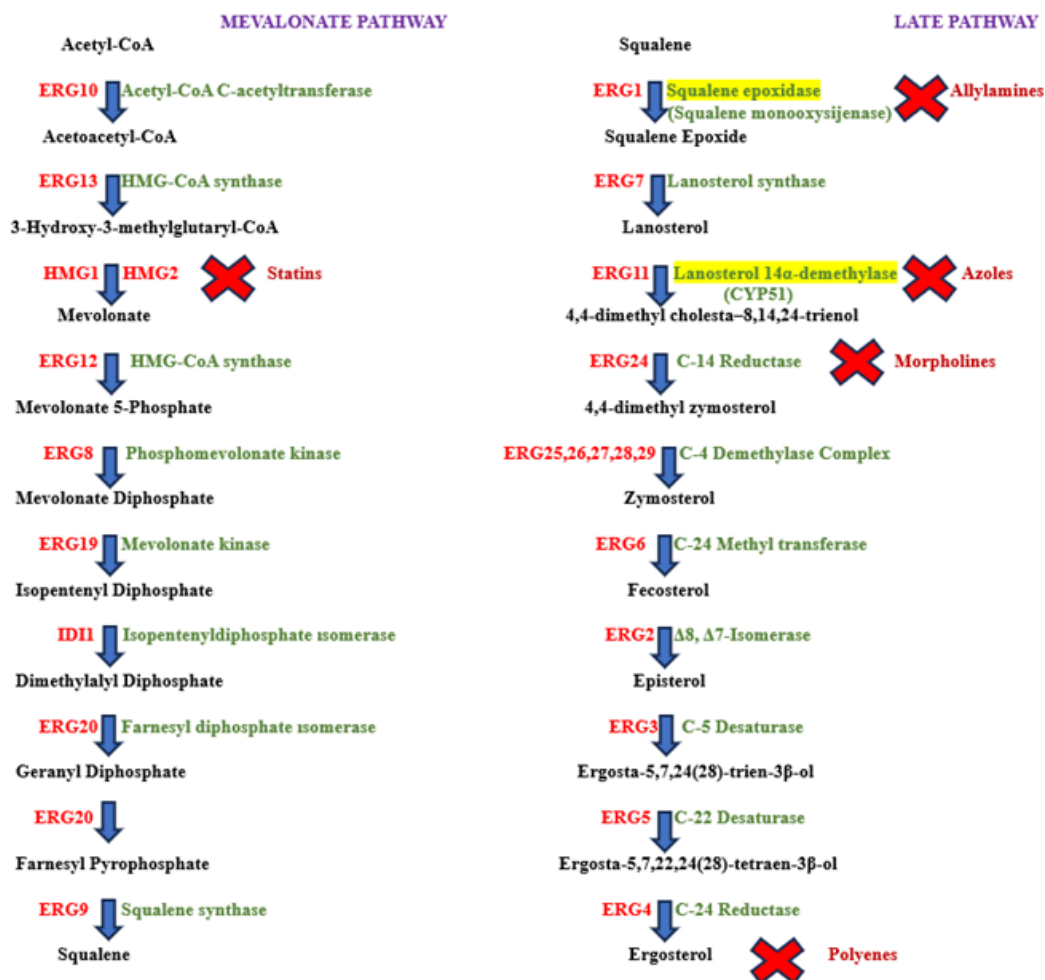 MEVALONATE PATHWAY
Acetyl-CoA
ERG10 Acetyl-CoA C-acetyltransferase
Acetoacetyl-CoA
ERG13 HMG-CoA synthase
3-Hydroxy-3-methylglutaryl-CoA
HMG1 HMG2 Statins
Mevolonate
ERG12 HMG-CoA synthase
Mevolonate 5-Phosphate
ERG8 Phosphomevolonate kinase
Mevolonate Diphosphate
ERG19 Mevolonate kinase
Isopentenyl Diphosphate
IDI1 Isopentenyldiphosphate ısomerase
Dimethylalyl Diphosphate
ERG20 Farnesyl diphosphate ısomerase
Geranyl Diphosphate
ERG20
Farnesyl Pyrophosphate
ERG9 Squalene synthase
Squalene
LATE PATHWAY
Squalene
ERG1 Squalene epoxidase Allylamines
(Squalene monooxysijenase)
Squalene Epoxide
ERG7 Lanosterol synthase
Lanosterol
ERG11 Lanosterol 14α-demethylase Azoles
(CYP51)
4,4-dimethyl cholesta–8,14,24-trienol
ERG24 C-14 Reductase Morpholines
4,4-dimethyl zymosterol
ERG25,26,27,28,29 C-4 Demethylase Complex
Zymosterol
ERG6 C-24 Methyl transferase
Fecosterol
ERG2 Δ8, Δ7-Isomerase
Episterol
ERG3 C-5 Desaturase
Ergosta-5,7,24(28)-trien-3β-ol
ERG5 C-22 Desaturase
Ergosta-5,7,22,24(28)-tetraen-3β-ol
ERG4 C-24 Reductase
Ergosterol Polyenes